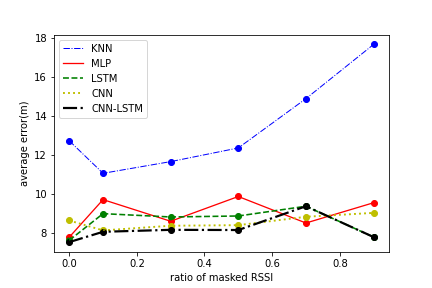 18
16
14
12
10
8
average error(m)
KNN
MLP
LSTM
CNN
CNN-LSTM
0.0 0.2 0.4 0.6 0.8
ratio of masked RSSI